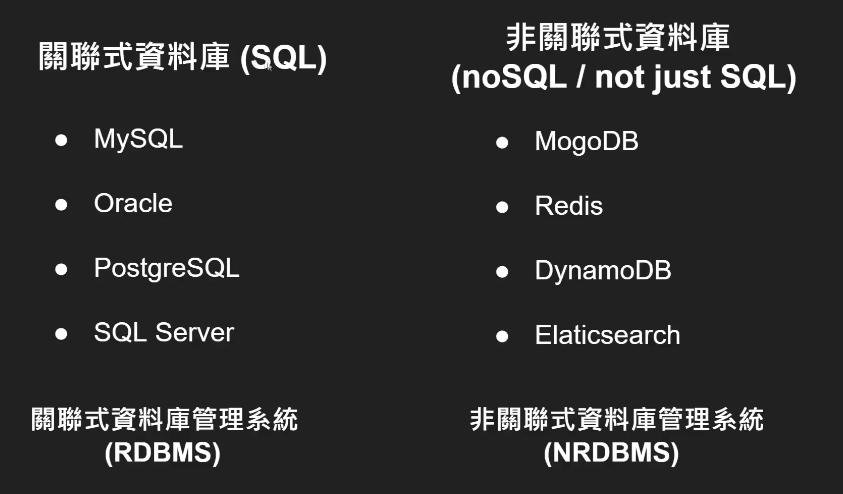 關聯式資料庫 (SQL)
MySQL
Oracle
PostgreSQL
SQL Server
關聯式資料庫管理系統
(RDBMS)
非關聯式資料庫
(noSQL / not just SQL)
MogoDB
Redis
DynamoDB
Elaticsearch
非關聯式資料庫管理系統
(NRDBMS)